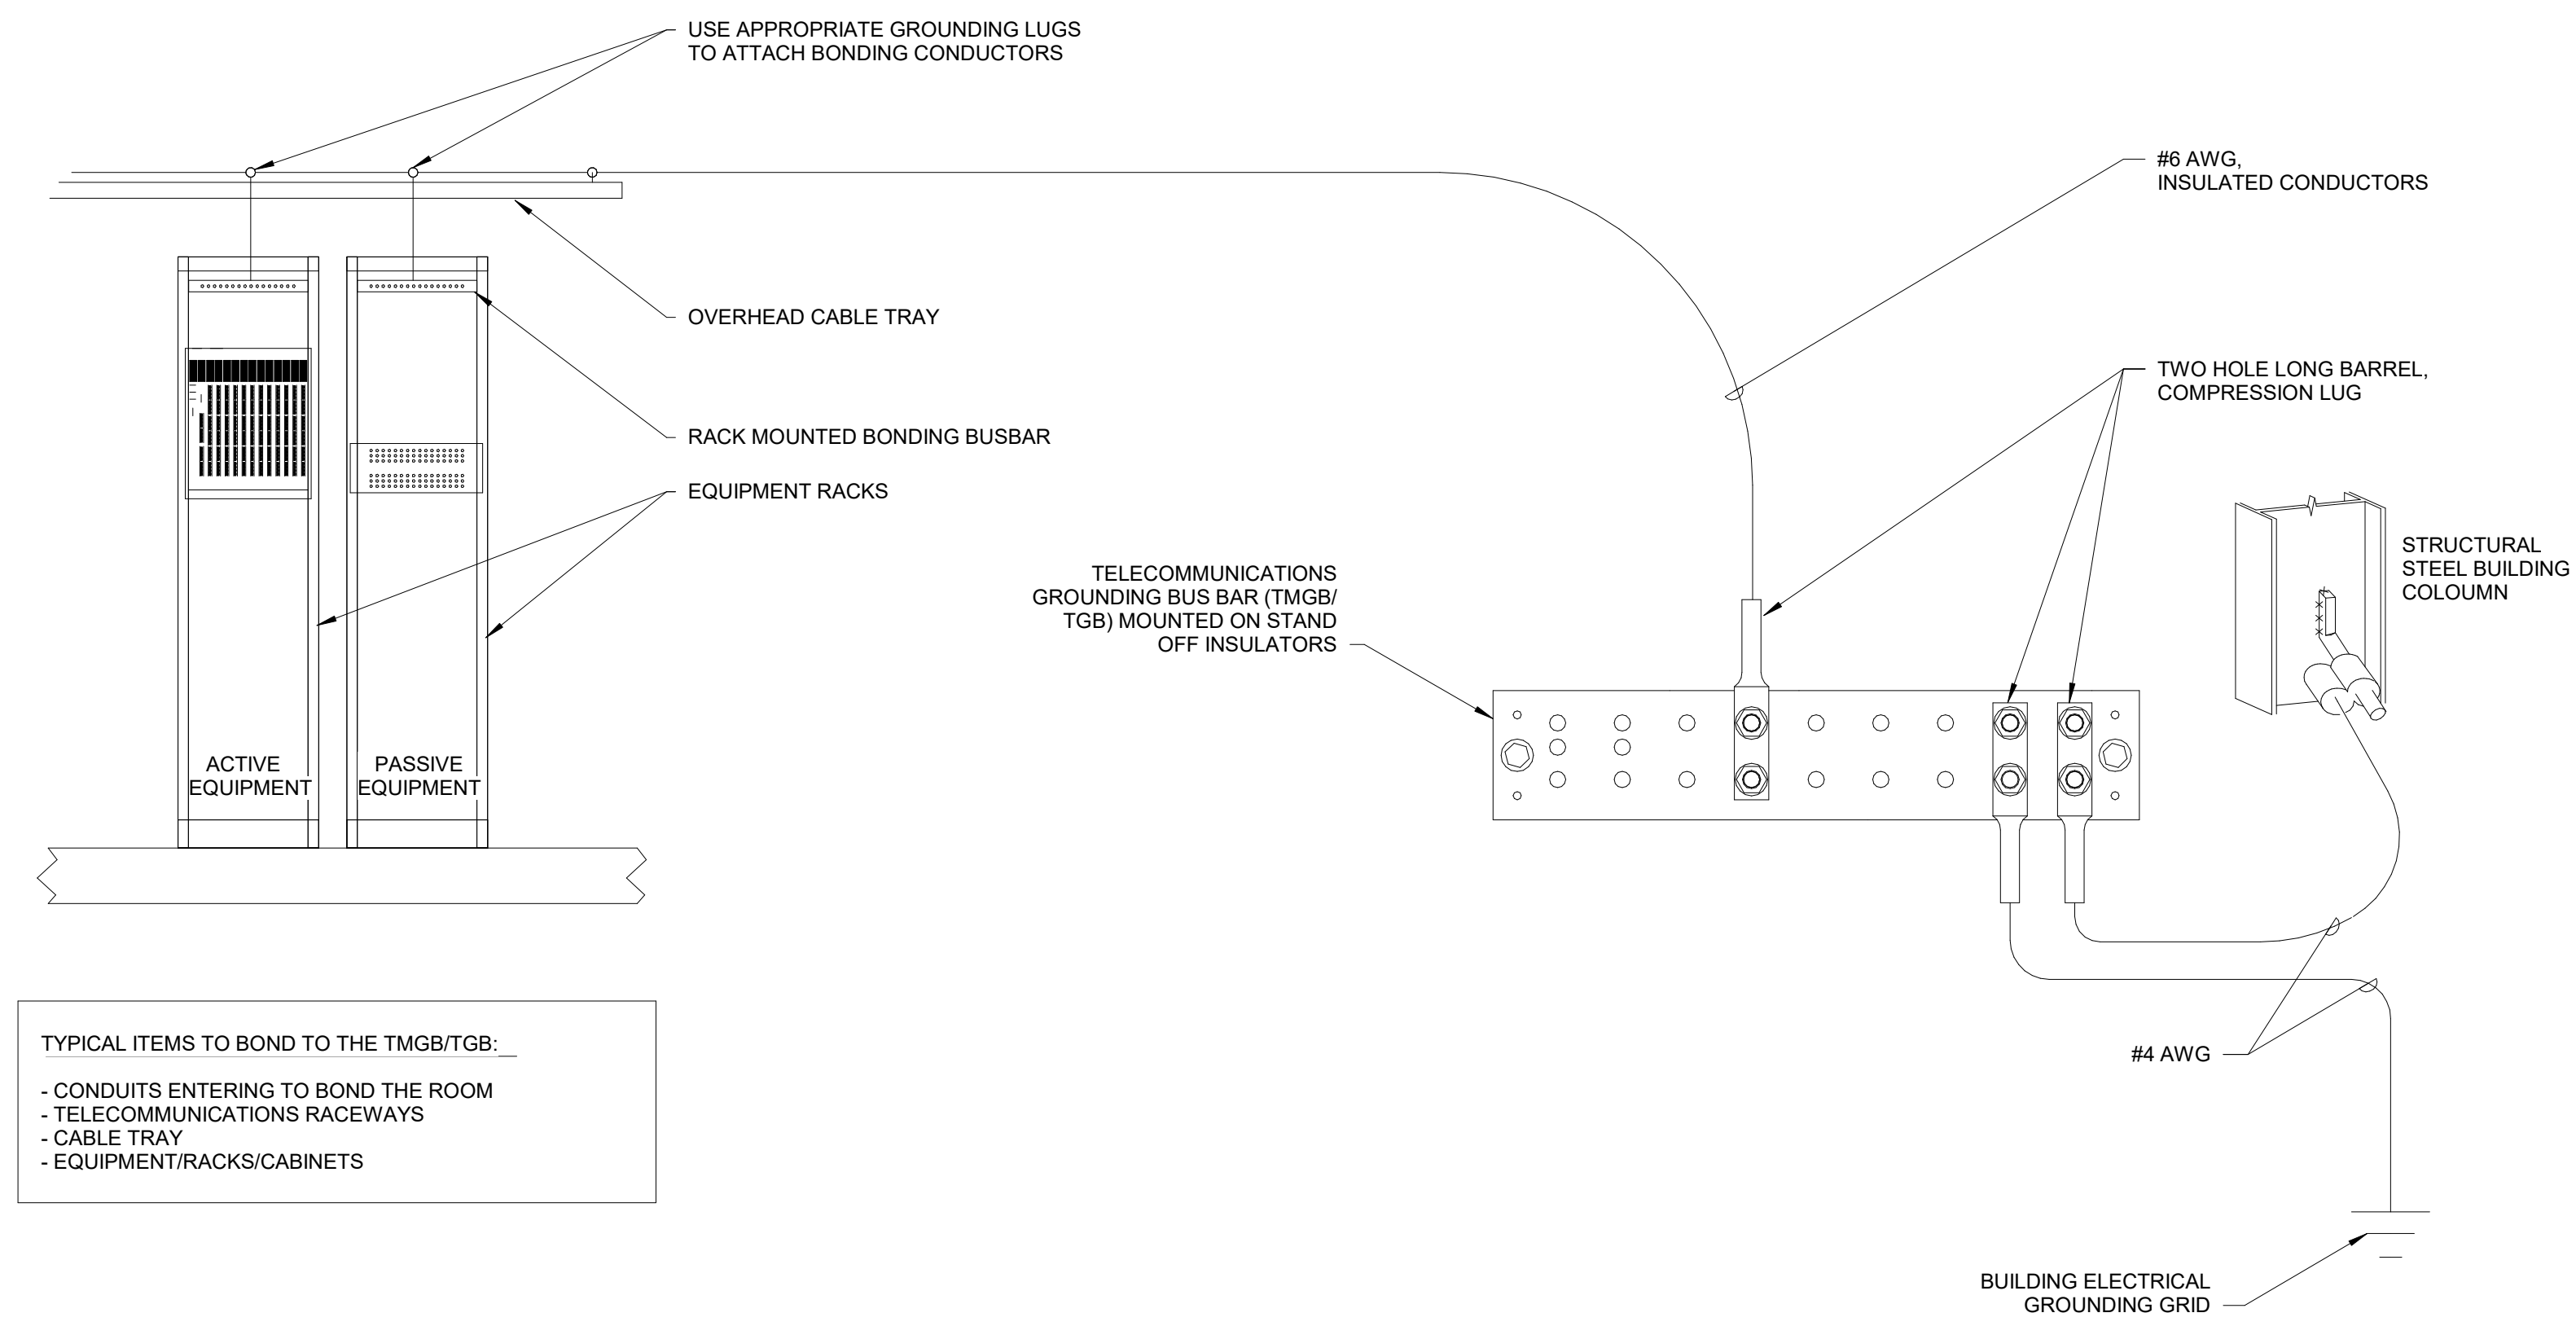 USE APPROPRIATE GROUNDING LUGS
TO ATTACH BONDING CONDUCTORS
#6 AWG,
INSULATED CONDUCTORS
OVERHEAD CABLE TRAY
TWO HOLE LONG BARREL,
COMPRESSION LUG
RACK MOUNTED BONDING BUSBAR
EQUIPMENT RACKS
STRUCTURAL
STEEL BUILDING
COLOUMN
TELECOMMUNICATIONS
GROUNDING BUS BAR (TMGB/
TGB) MOUNTED ON STAND
OFF INSULATORS
ACTIVE
EQUIPMENT
PASSIVE
EQUIPMENT
TYPICAL ITEMS TO BOND TO THE TMGB/TGB:
- CONDUITS ENTERING TO BOND THE ROOM
- TELECOMMUNICATIONS RACEWAYS
- CABLE TRAY
- EQUIPMENT/RACKS/CABINETS
#4 AWG
BUILDING ELECTRICAL
GROUNDING GRID